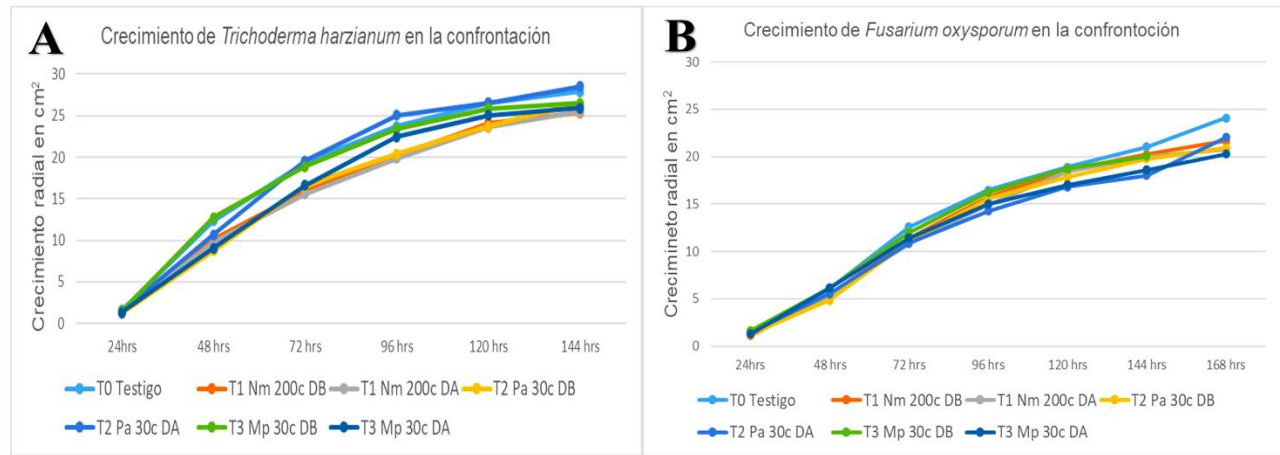 A
Crecimiento de Trichoderma harzianum en la confrontación
Crecimiento radial en cm²
30
25
20
15
10
5
0
24hrs 48 hrs 72 hrs 96 hrs 120 hrs 144 hrs
T0 Testigo T1 Nm 200c DB T1 Nm 200c DA T2 Pa 30c DB
T2 Pa 30c DA T3 Mp 30c DB T3 Mp 30c DA
B
Crecimiento de Fusarium oxysporum en la confrontoción
Crecimineto radial en cm²
30
25
20
15
10
5
0
24hrs 48 hrs 72 hrs 96 hrs 120 hrs 144 hrs 168 hrs
T0 Testigo T1 Nm 200c DB T1 Nm 200c DA T2 Pa 30c DB
T2 Pa 30c DA T3 Mp 30c DB T3 Mp 30c DA